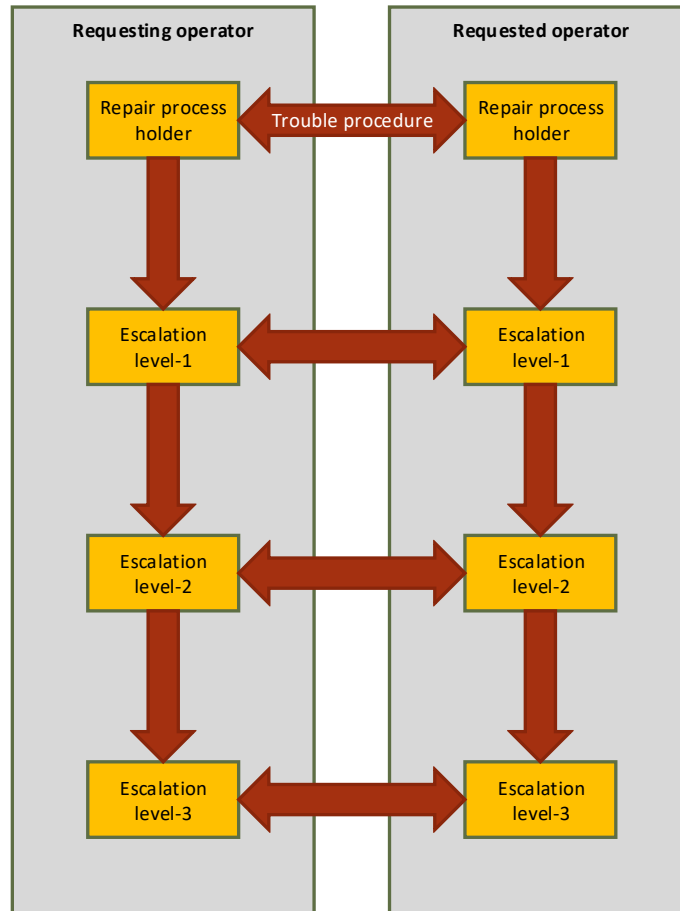 Requesting operator
Requested operator
Repair process
holder
Trouble procedure
Repair process
holder
Escalation
level-1
Escalation
level-1
Escalation
level-2
Escalation
level-2
Escalation
level-3
Escalation
level-3